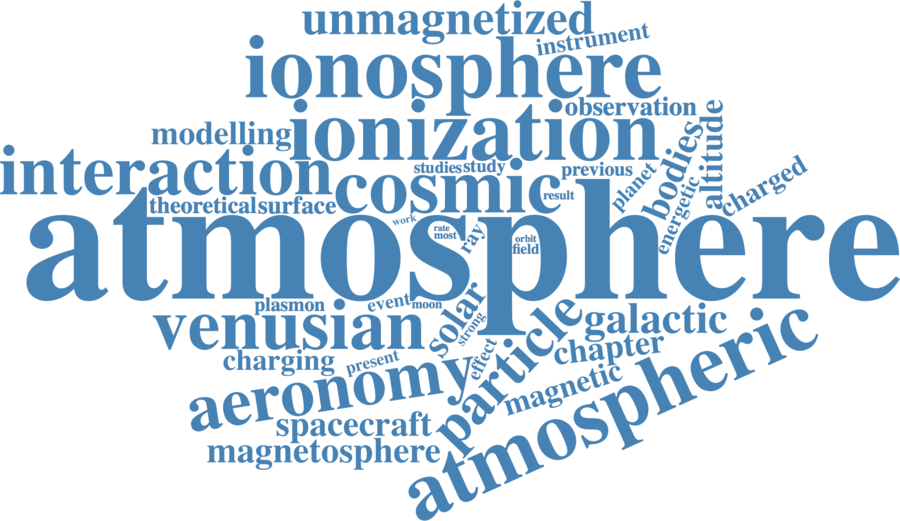 unmagnetized
instrument
ionosphere
observation
modelling
ionization
altitude
bodies
interaction
studies
study
previous
planet
charged
cosmic
result
energetic
theoretical
surface
work
atmosphere
rate
most
ray
orbit
field
plasmon
event
moon
solar
strong
venusian
particle
galactic
charging
present
effect
chapter
atmospheric
aeronomy
magnetic
spacecraft
magnetosphere